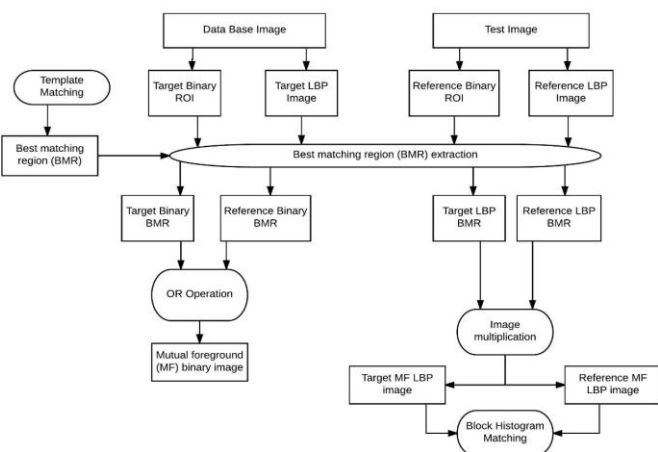 Data Base Image
Test Image
Template
Matching
Target Binary
ROI
Target LBP
Image
Reference Binary
ROI
Reference LBP
Image
Best matching
region (BMR)
Best matching region (BMR) extraction
Target Binary
BMR
Reference Binary
BMR
Target LBP
BMR
Reference LBP
BMR
OR Operation
Image
multiplication
Mutual foreground
(MF) binary image
Target MF LBP
image
Reference MF
LBP image
Block Histogram
Matching